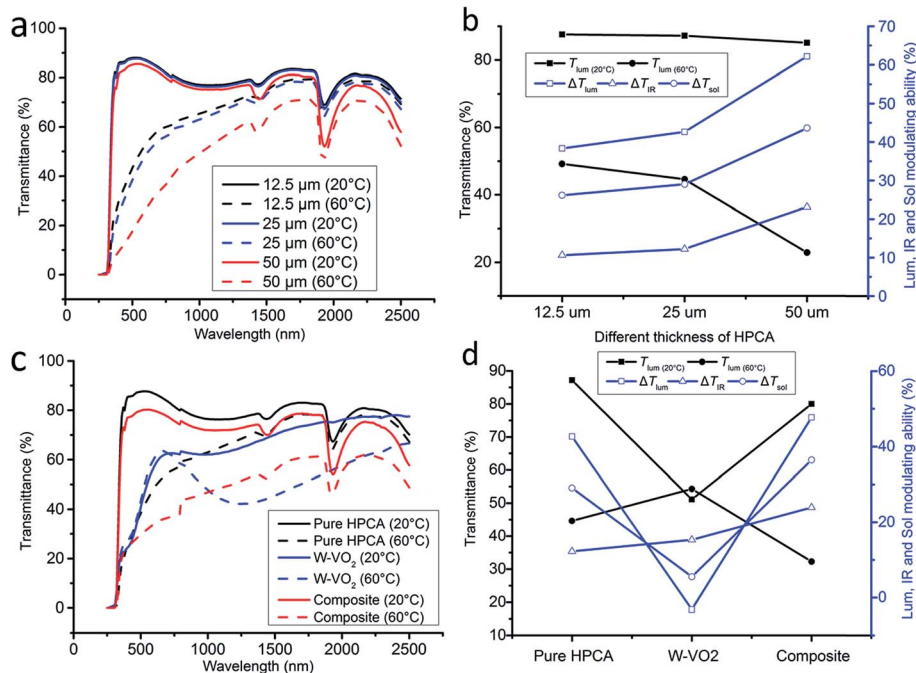 a
Transmittance (%)
100
80
60
40
20
0
12.5 µm (20°C)
12.5 µm (60°C)
25 µm (20°C)
25 µm (60°C)
50 µm (20°C)
50 µm (60°C)
0 500 1000 1500 2000 2500
Wavelength (nm)
b
Transmittance (%)
80
60
40
20
T lum (20°C) T lum (60°C)
ΔT lum ΔT IR ΔT sol
70
60
50
40
30
20
10
0
Lum, IR and Sol modulating ability (%)
12.5 um 25 um 50 um
Different thickness of HPCA
c
Transmittance (%)
100
80
60
40
20
0
Pure HPCA (20°C)
Pure HPCA (60°C)
W-VO2 (20°C)
W-VO2 (60°C)
Composite (20°C)
Composite (60°C)
0 500 1000 1500 2000 2500
Wavelength (nm)
d
Transmittance (%)
90
80
70
60
50
40
30
20
10
T lum (20°C) T lum (60°C)
ΔT lum ΔT IR ΔT sol
60
50
40
20
0
Lum, IR and Sol modulating ability (%)
Pure HPCA W-VO2 Composite